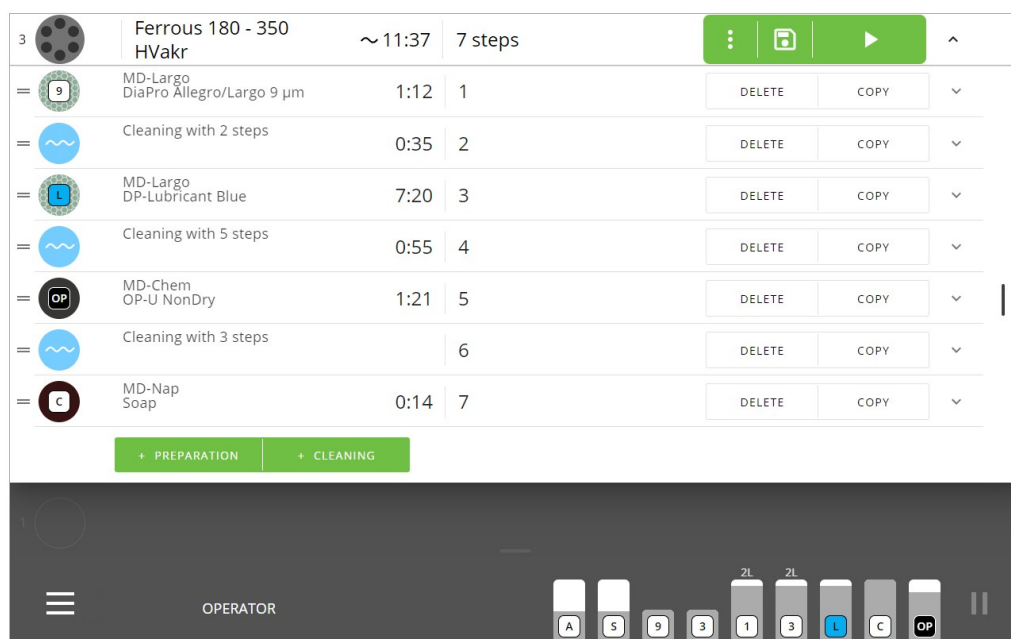 3
Ferrous 180 - 350
HVakr
~ 11:37
7 steps
9
MD-Largo
DiaPro Allegro/Largo 9 µm
1:12
1
DELETE
COPY
Cleaning with 2 steps
0:35
2
DELETE
COPY
L
MD-Largo
DP-Lubricant Blue
7:20
3
DELETE
COPY
Cleaning with 5 steps
0:55
4
DELETE
COPY
OP
MD-Chem
OP-U NonDry
1:21
5
DELETE
COPY
Cleaning with 3 steps
6
DELETE
COPY
C
MD-Nap
Soap
0:14
7
DELETE
COPY
+ PREPARATION
+ CLEANING
1
OPERATOR
2L 2L
A S 9 3 1 3 L C OP